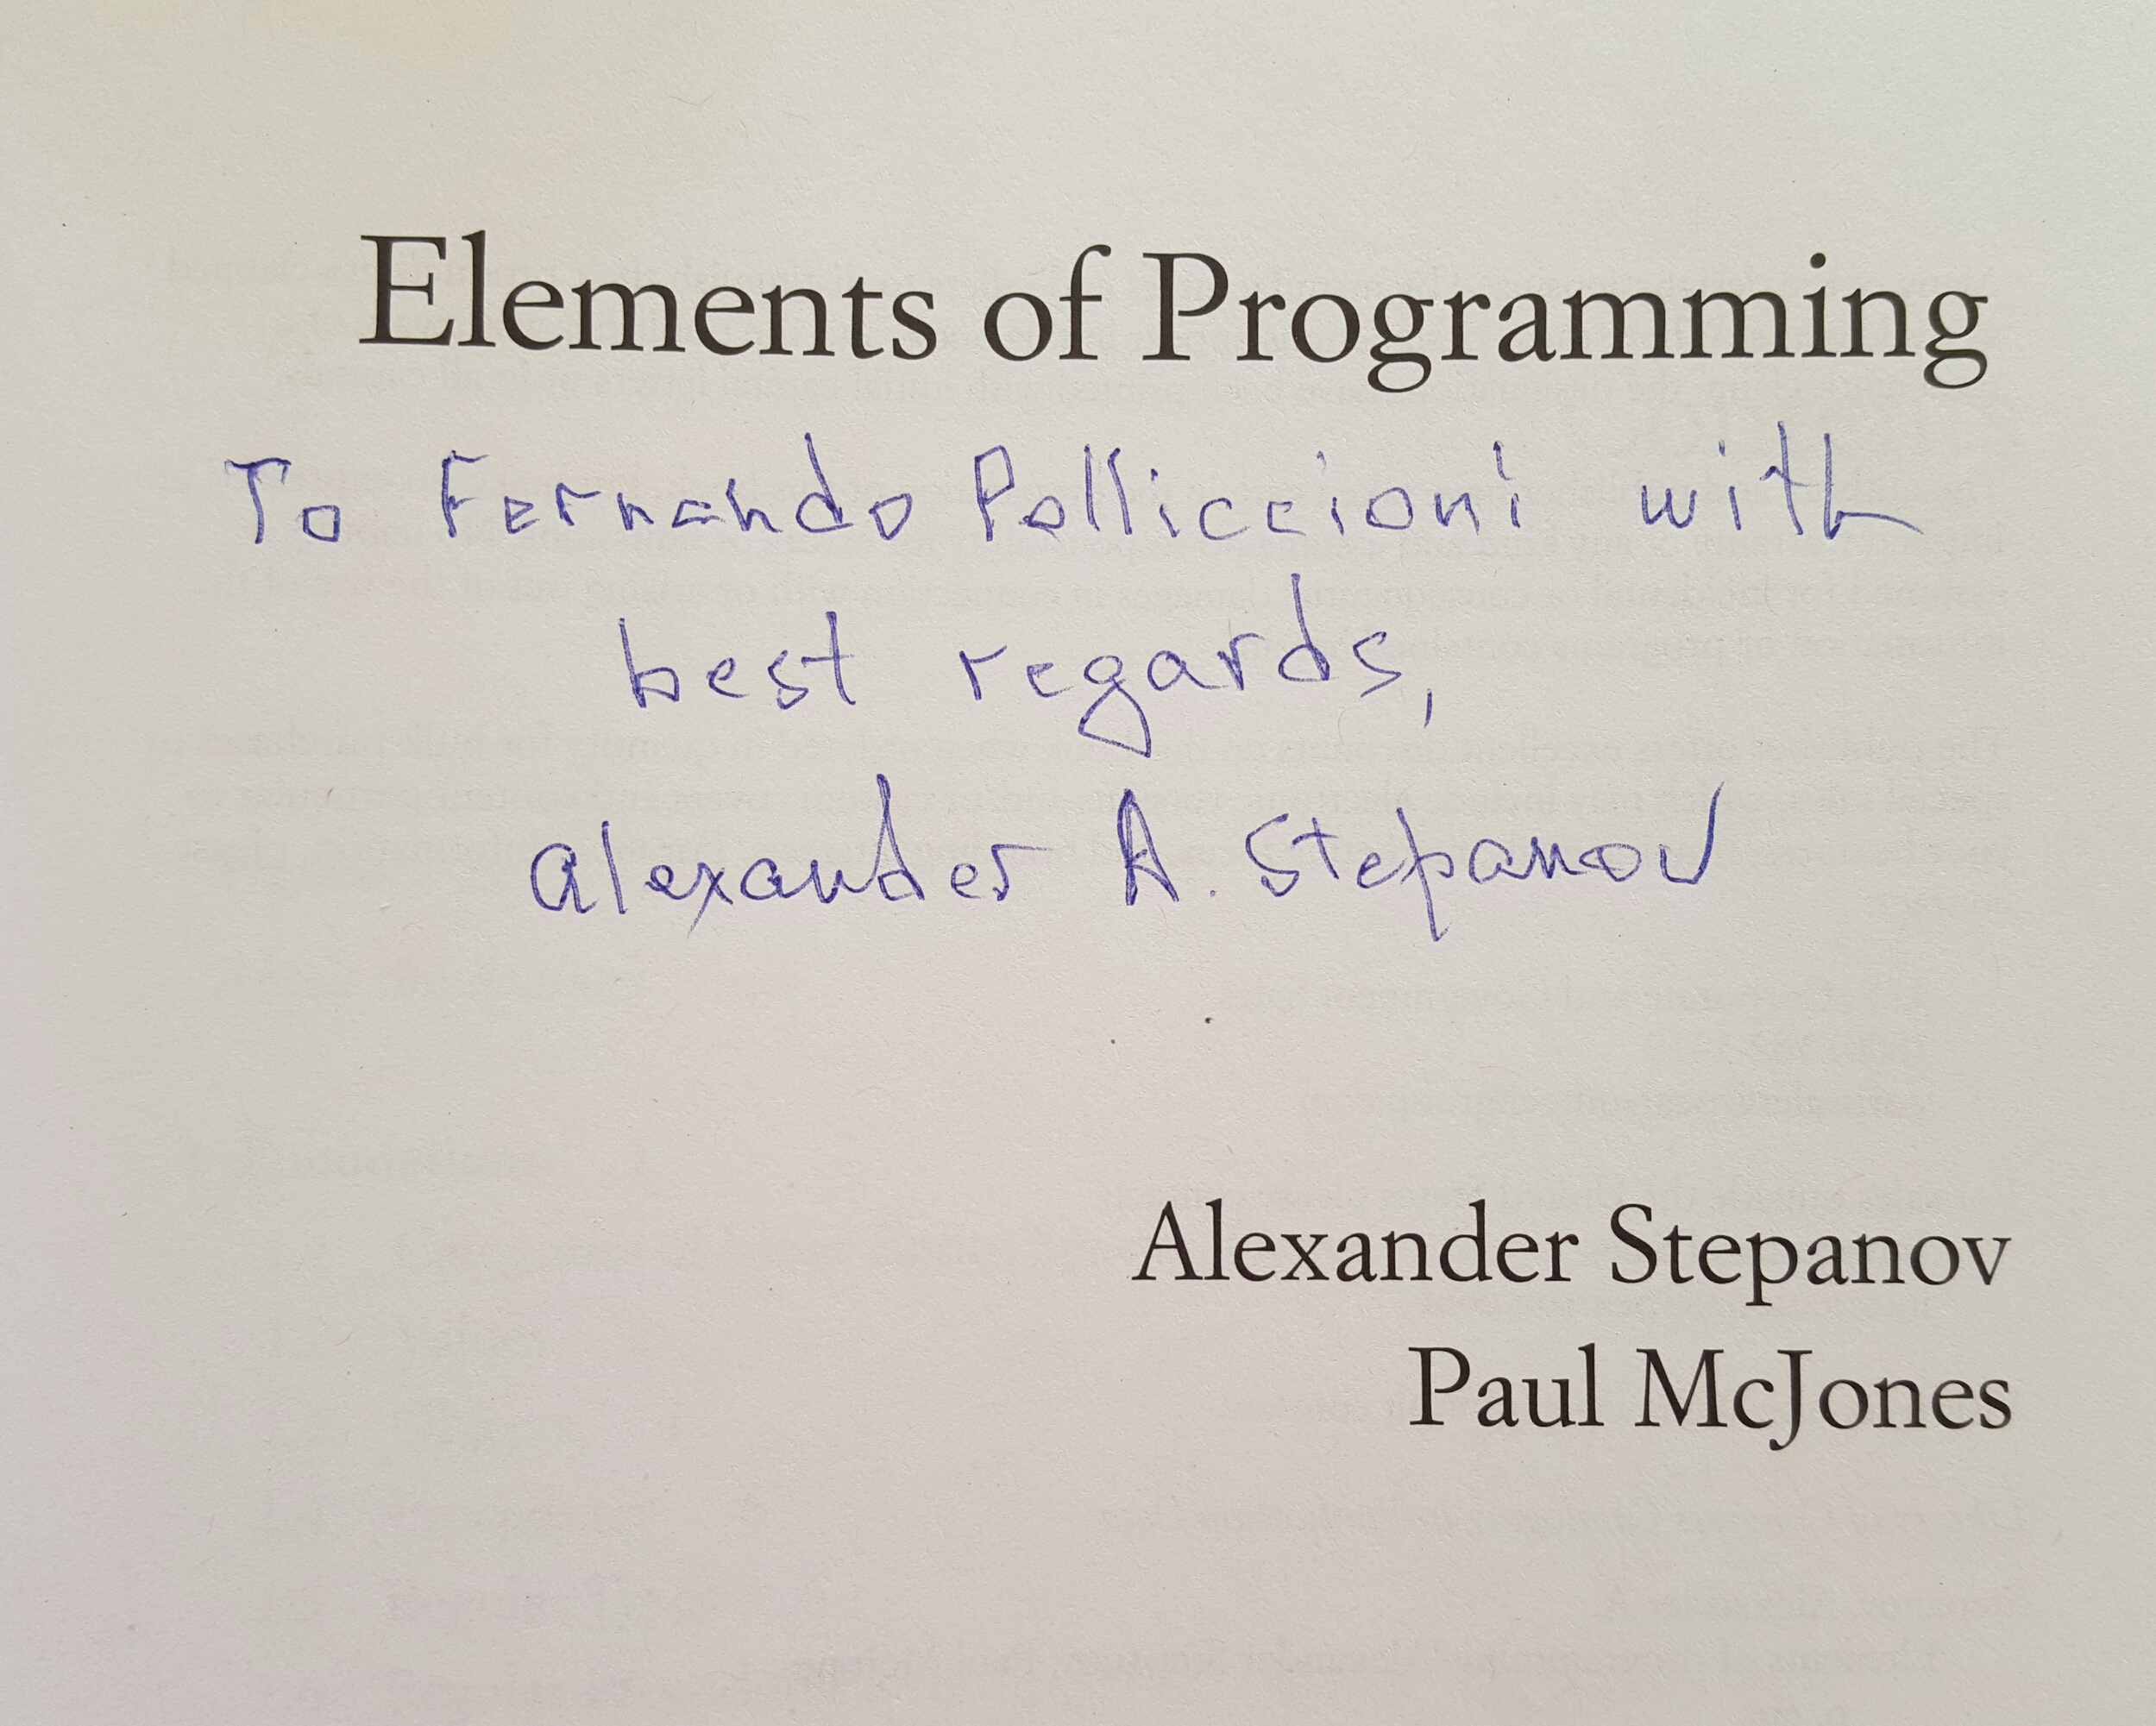 Elements of Programming
To Fernando Pelliccioni with
best regards,
Alexander A. Stepanov
Alexander Stepanov
Paul McJones